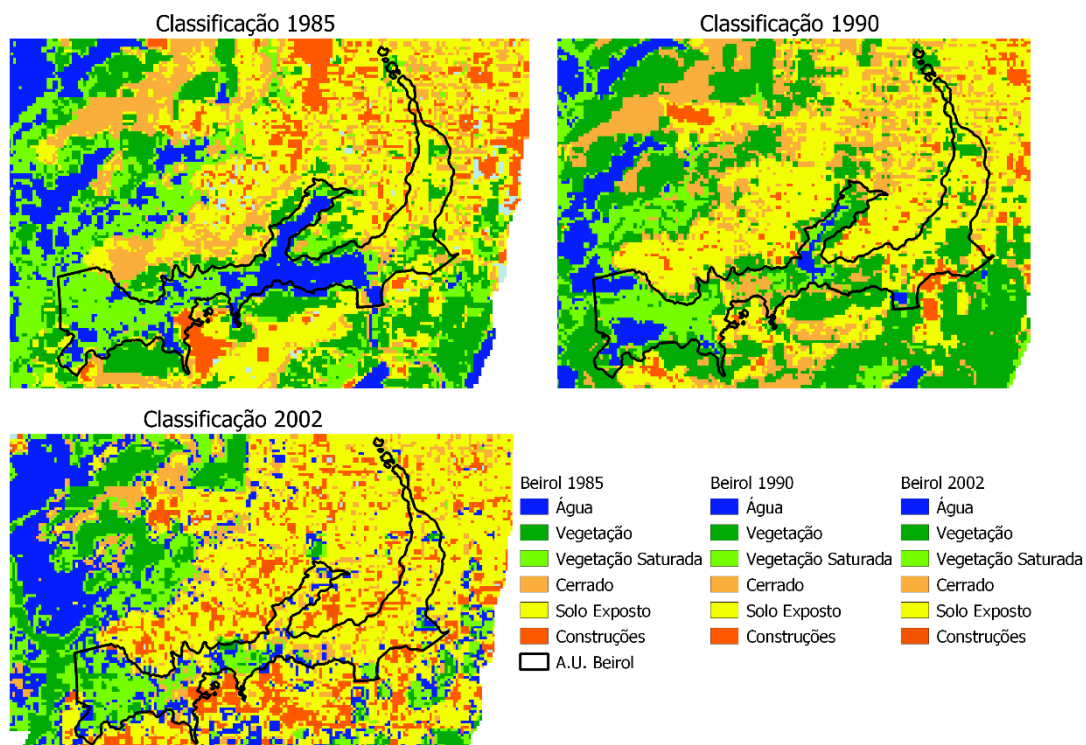 Classificação 1985
Classificação 1990
Classificação 2002
Beirol 1985
Água
Vegetação
Vegetação Saturada
Cerrado
Solo Exposto
Construções
A.U. Beirol
Beirol 1990
Água
Vegetação
Vegetação Saturada
Cerrado
Solo Exposto
Construções
Beirol 2002
Água
Vegetação
Vegetação Saturada
Cerrado
Solo Exposto
Construções